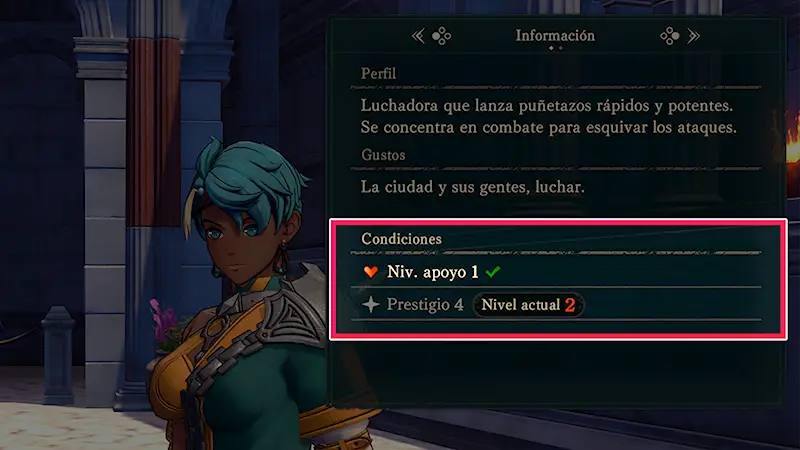 Información
Perfil
Luchadora que lanza puñetazos rápidos y potentes.
Se concentra en combate para esquivar los ataques.
Gustos
La ciudad y sus gentes, luchar.
Condiciones
Niv. apoyo 1
Prestigio 4 Nivel actual 2